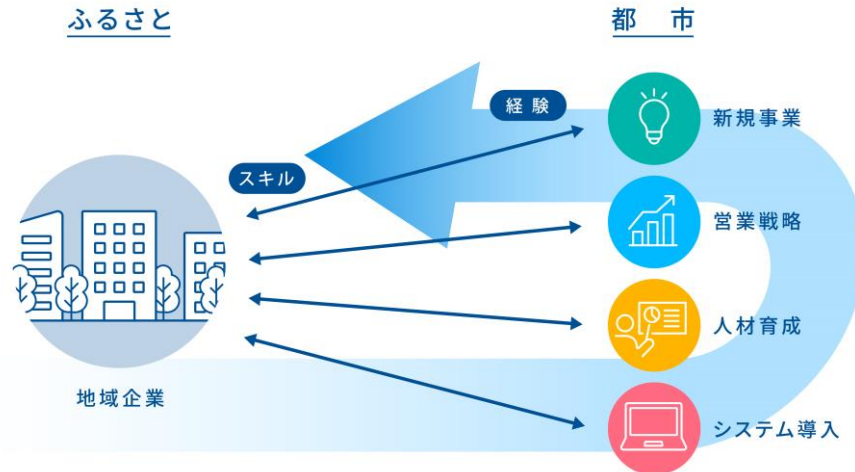 ふるさと
都 市
経験
スキル
新規事業
営業戦略
人材育成
システム導入
地域企業